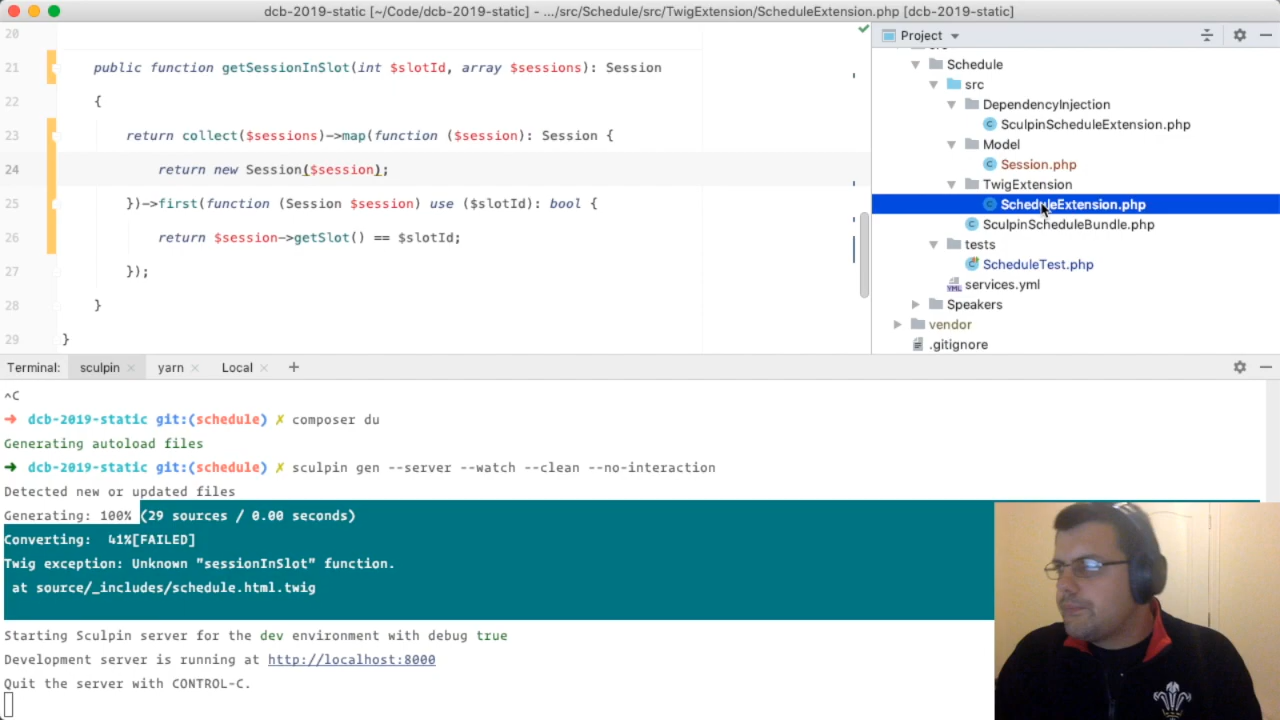 dcb-2019-static [~/Code/dcb-2019-static] - .../src/Schedule/src/TwigExtension/ScheduleExtension.php [dcb-2019-static]
20
21 public function getSessionInSlot(int $slotId, array $sessions): Session
22 {
23 return collect($sessions)->map(function ($session): Session {
24 return new Session($session);
25 })->first(function (Session $session) use ($slotId): bool {
26 return $session->getSlot() == $slotId;
27 });
28 }
29 }
Project
Schedule
src
DependencyInjection
SculpinScheduleExtension.php
Model
Session.php
TwigExtension
ScheduleExtension.php
SculpinScheduleBundle.php
tests
ScheduleTest.php
services.yml
Speakers
vendor
.gitignore
Terminal: sculpin × yarn × Local × +
^C
➜ dcb-2019-static git:(schedule) ✗ composer du
Generating autoload files
➜ dcb-2019-static git:(schedule) ✗ sculpin gen --server --watch --clean --no-interaction
Detected new or updated files
Generating: 100% (29 sources / 0.00 seconds)
Converting: 41%[FAILED]
Twig exception: Unknown "sessionInSlot" function.
at source/_includes/schedule.html.twig
Starting Sculpin server for the dev environment with debug true
Development server is running at http://localhost:8000
Quit the server with CONTROL-C.